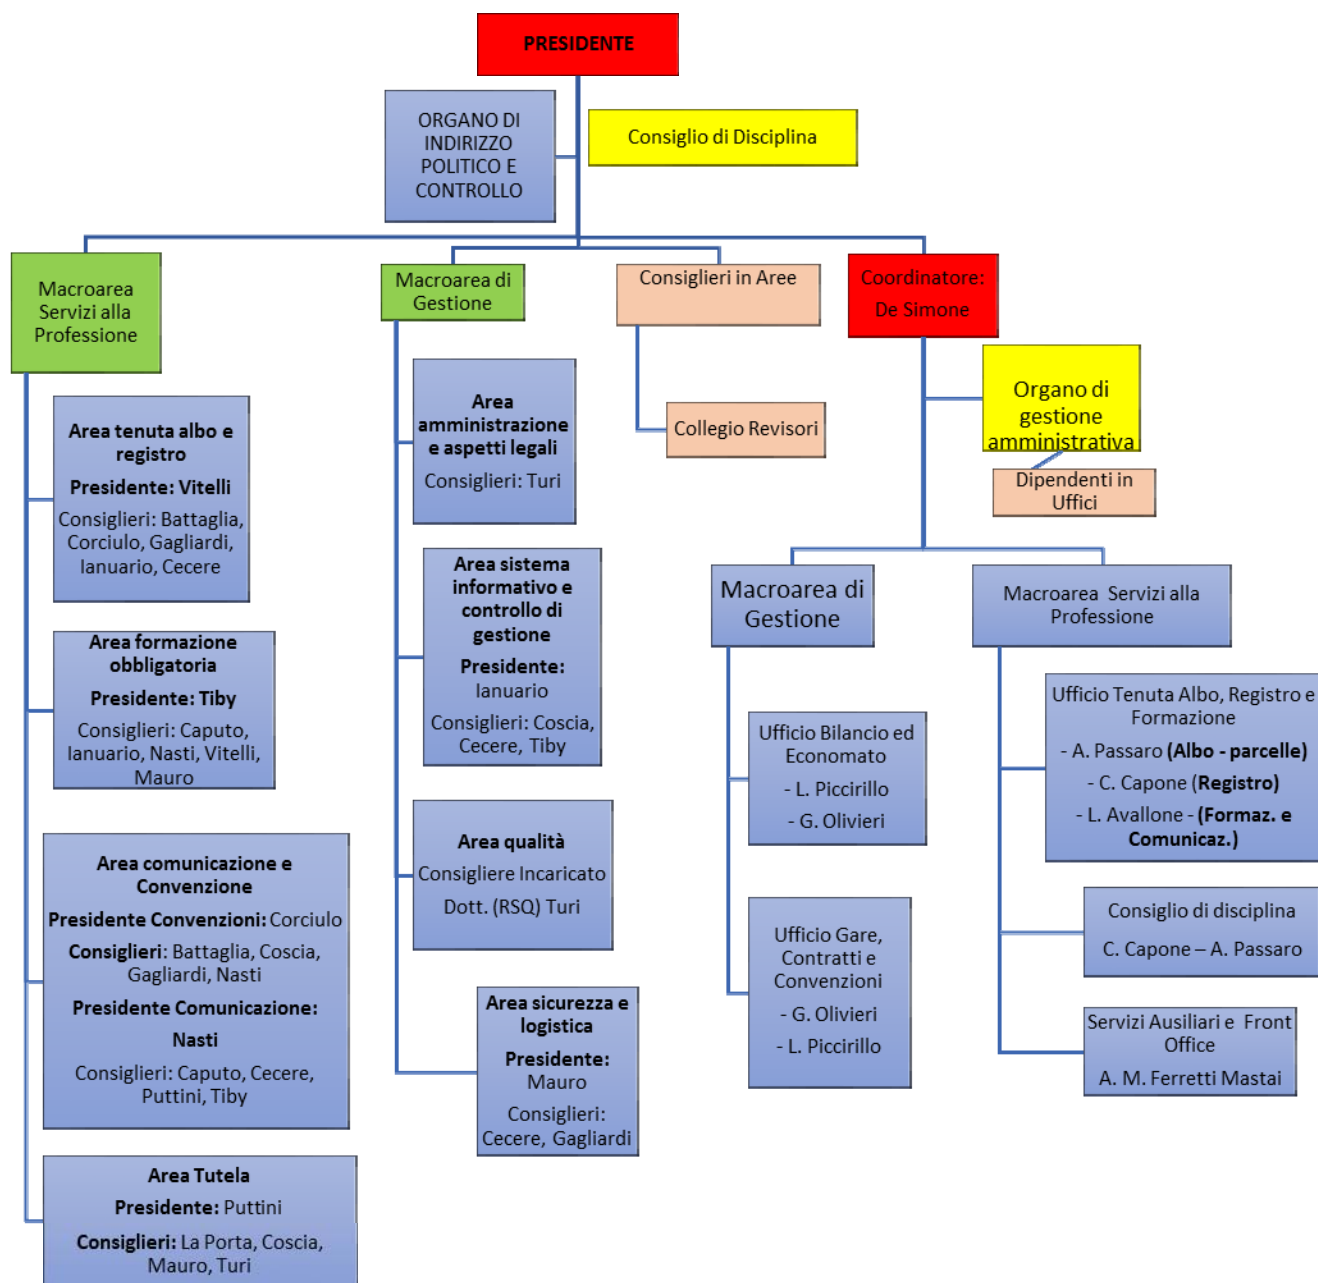 PRESIDENTE
ORGANO DI
INDIRIZZO
POLITICO E
CONTROLLO
Consiglio di Disciplina
Macroarea
Servizi alla
Professione
Area tenuta albo e
registro
Presidente: Vitelli
Consiglieri: Battaglia,
Corciulo, Gagliardi,
Ianuario, Cecere
Area formazione
obbligatoria
Presidente: Tiby
Consiglieri: Caputo,
Ianuario, Nasti, Vitelli,
Mauro
Area comunicazione e
Convenzione
Presidente Convenzioni: Corciulo
Consiglieri: Battaglia, Coscia,
Gagliardi, Nasti
Presidente Comunicazione:
Nasti
Consiglieri: Caputo, Cecere,
Puttini, Tiby
Area Tutela
Presidente: Puttini
Consiglieri: La Porta, Coscia,
Mauro, Turi
Macroarea di
Gestione
Area
amministrazione
e aspetti legali
Consiglieri: Turi
Area sistema
informativo e
controllo di
gestione
Presidente:
Ianuario
Consiglieri: Coscia,
Cecere, Tiby
Area qualità
Consigliere Incaricato
Dott. (RSQ) Turi
Area sicurezza e
logistica
Presidente:
Mauro
Consiglieri:
Cecere, Gagliardi
Consiglieri in Aree
Collegio Revisori
Coordinatore:
De Simone
Organo di
gestione
amministrativa
Dipendenti in
Uffici
Macroarea di
Gestione
Ufficio Bilancio ed
Economato
- L. Piccirillo
- G. Olivieri
Ufficio Gare,
Contratti e
Convenzioni
- G. Olivieri
- L. Piccirillo
Macroarea Servizi alla
Professione
Ufficio Tenuta Albo, Registro e
Formazione
- A. Passaro (Albo - parcelle)
- C. Capone (Registro)
- L. Avallone - (Formaz. e
Comunicaz.)
Consiglio di disciplina
C. Capone – A. Passaro
Servizi Ausiliari e Front
Office
A. M. Ferretti Mastai